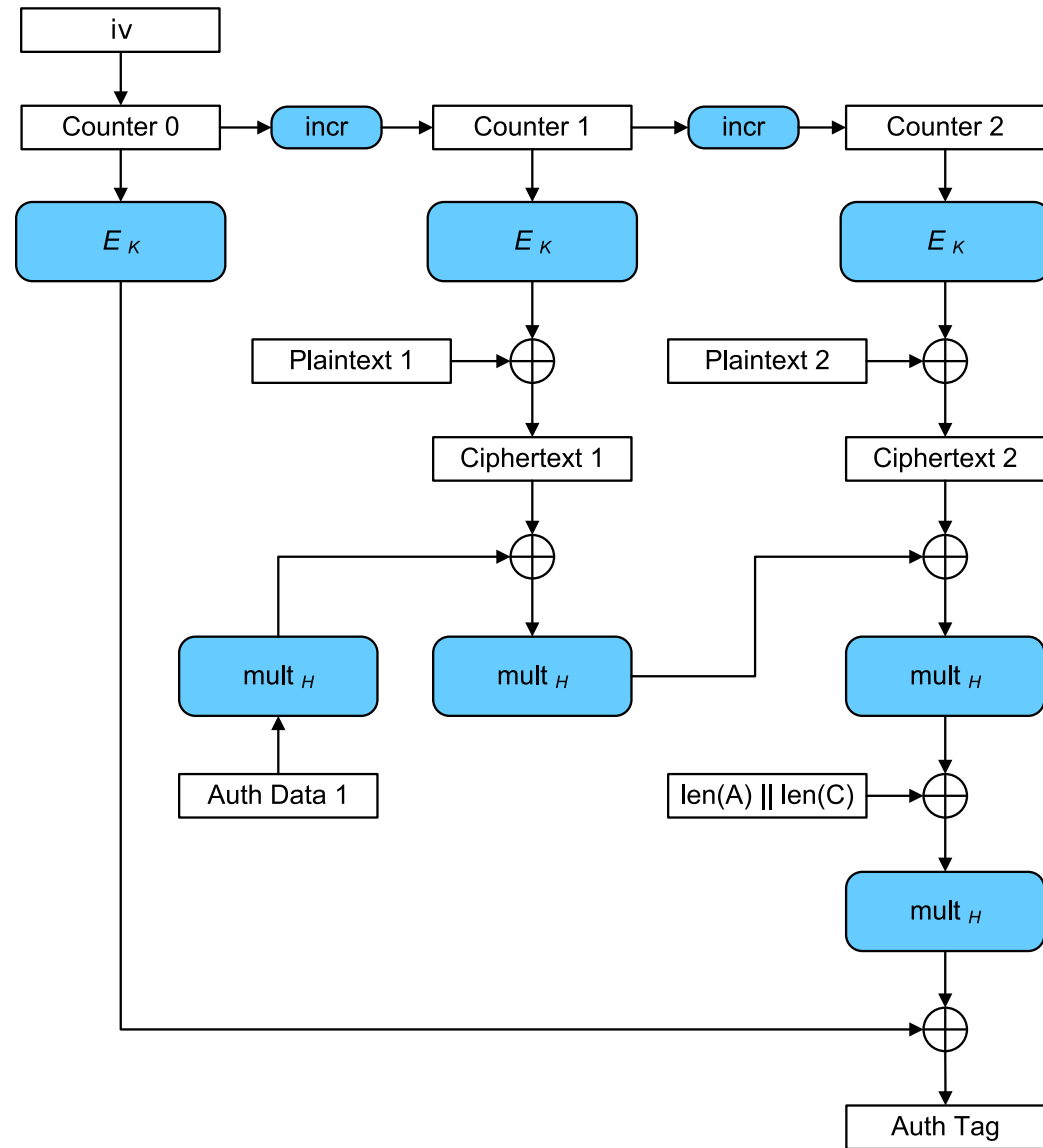 iv
Counter 0
incr
Counter 1
incr
Counter 2
E K
E K
E K
Plaintext 1
Plaintext 2
Ciphertext 1
Ciphertext 2
mult H
mult H
mult H
Auth Data 1
len(A) || len(C)
mult H
Auth Tag